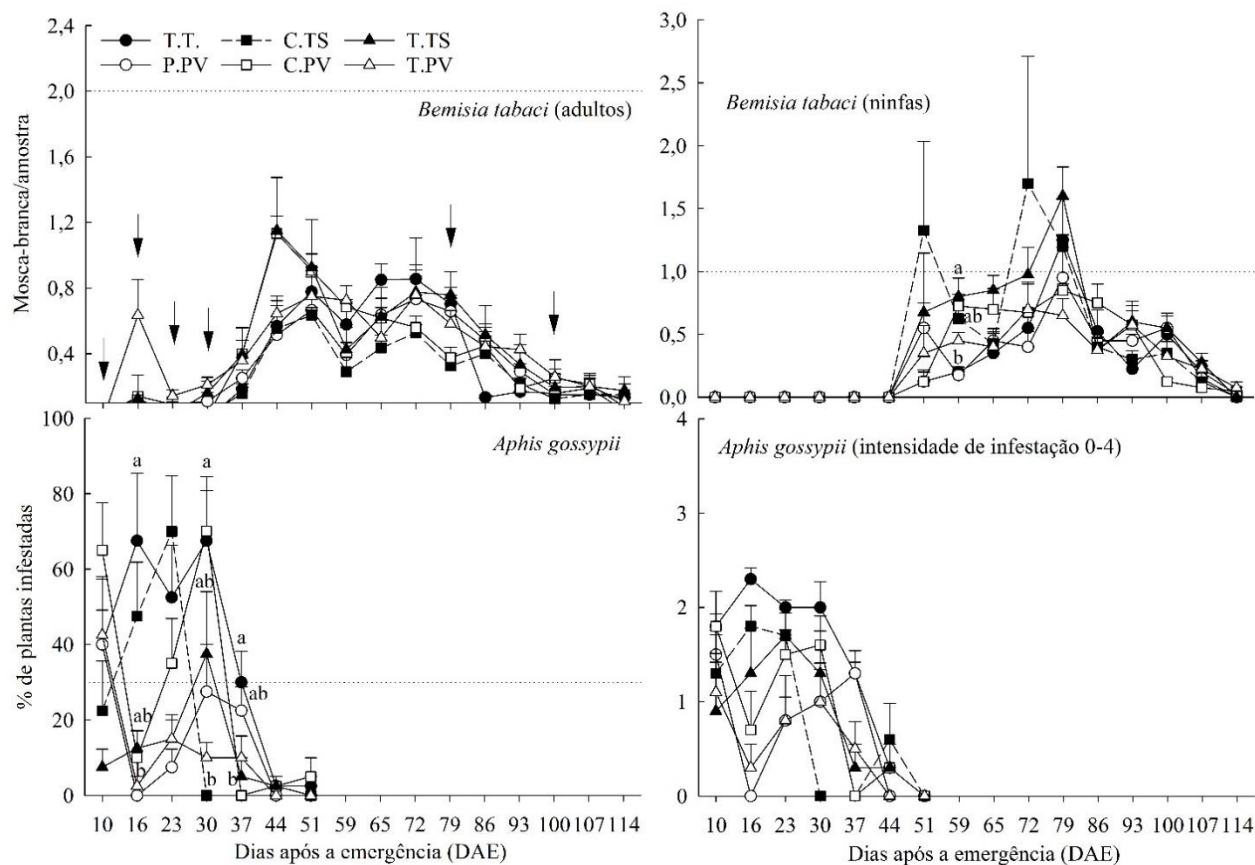 2,4
2,0
1,6
1,2
0,8
0,4
Mosca-branca/amostra
T.T. C.TS T.TS
P.PV C.PV T.PV
Bemisia tabaci (adultos)
3,0
2,5
2,0
1,5
1,0
0,5
0,0
Bemisia tabaci (ninfas)
a
ab
b
100
80
60
40
20
0
% de plantas infestadas
Aphis gossypii
a a
ab
a
ab
ab
b b b
10 16 23 30 37 44 51 59 65 72 79 86 93 100 107 114
Dias após a emergência (DAE)
4
3
2
1
0
Aphis gossypii (intensidade de infestação 0-4)
10 16 23 30 37 44 51 59 65 72 79 86 93 100 107 114
Dias após a emergência (DAE)